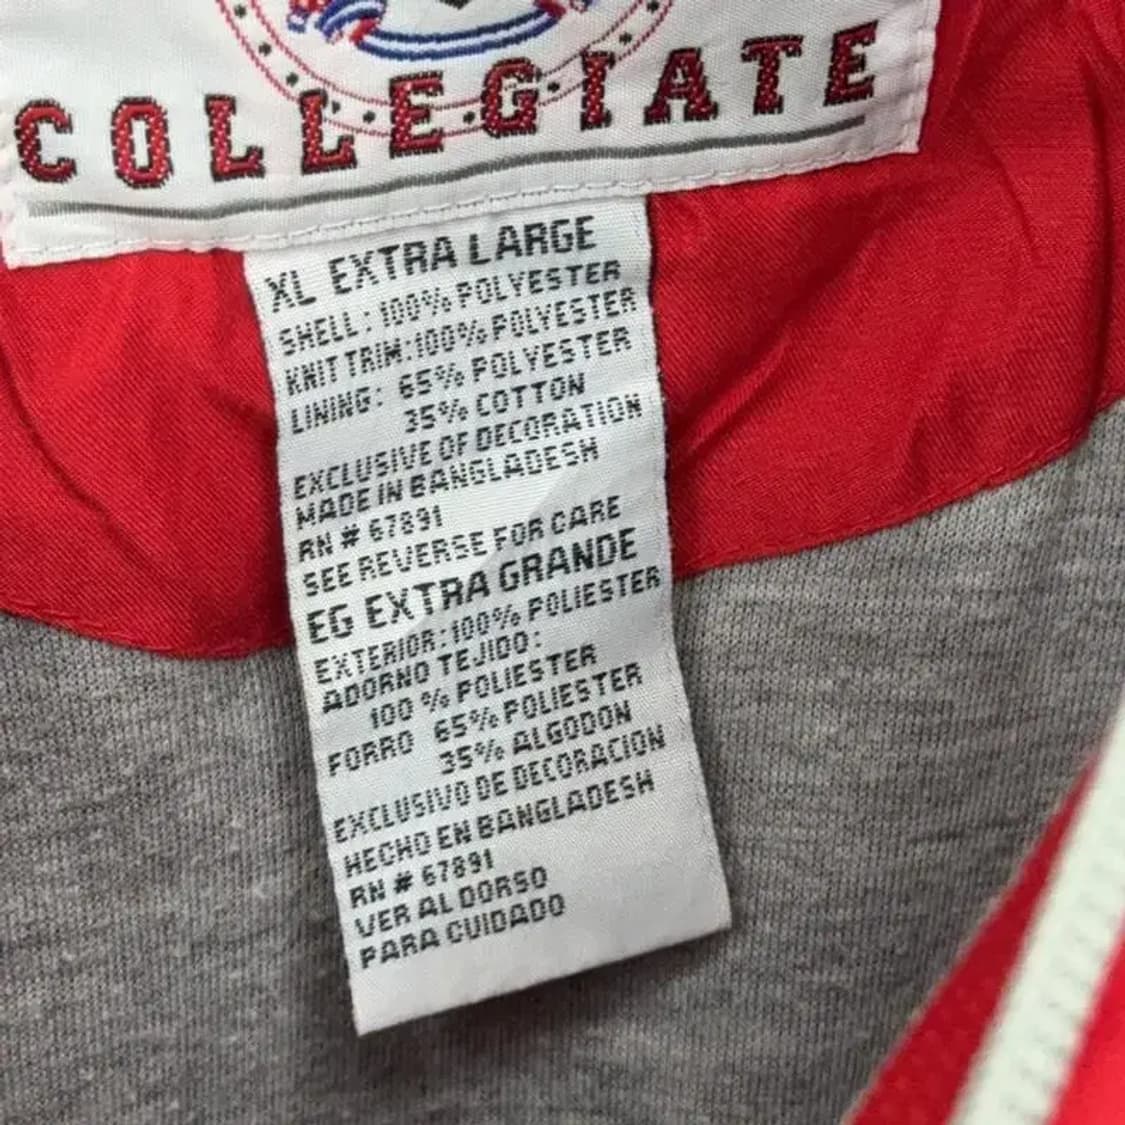 COLLEGIATE
XL EXTRA LARGE
SHELL: 100% POLYESTER
KNIT TRIM: 100% POLYESTER
LINING: 65% POLYESTER
35% COTTON
EXCLUSIVE OF DECORATION
MADE IN BANGLADESH
RN # 67891
SEE REVERSE FOR CARE
EG EXTRA GRANDE
EXTERIOR: 100% POLIESTER
ADORNO TEJIDO:
100 % POLIESTER
FORRO 65% POLIESTER
35% ALGODON
EXCLUSIVO DE DECORACION
HECHO EN BANGLADESH
RN # 67891
VER AL DORSO
PARA CUIDADO